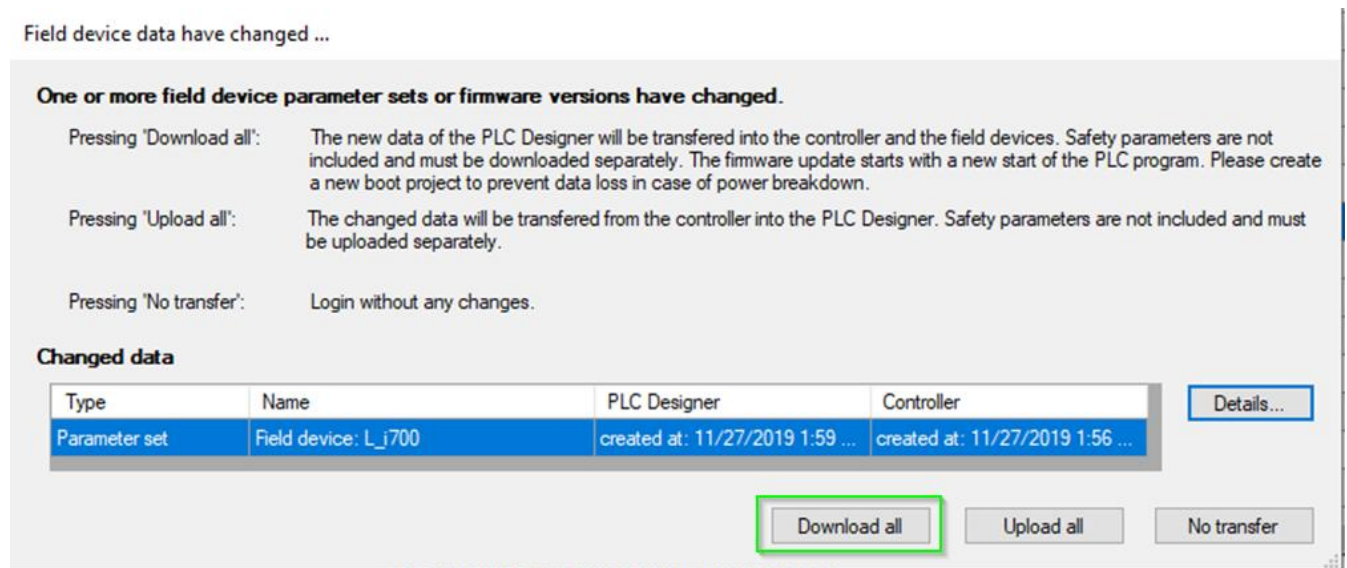 Field device data have changed ...
One or more field device parameter sets or firmware versions have changed.
Pressing 'Download all': The new data of the PLC Designer will be transfered into the controller and the field devices. Safety parameters are not
included and must be downloaded separately. The firmware update starts with a new start of the PLC program. Please create
a new boot project to prevent data loss in case of power breakdown.
Pressing 'Upload all': The changed data will be transfered from the controller into the PLC Designer. Safety parameters are not included and must
be uploaded separately.
Pressing 'No transfer': Login without any changes.
Changed data
Type Name PLC Designer Controller Details...
Parameter set Field device: L_i700 created at: 11/27/2019 1:59 ... created at: 11/27/2019 1:56 ...
Download all Upload all No transfer